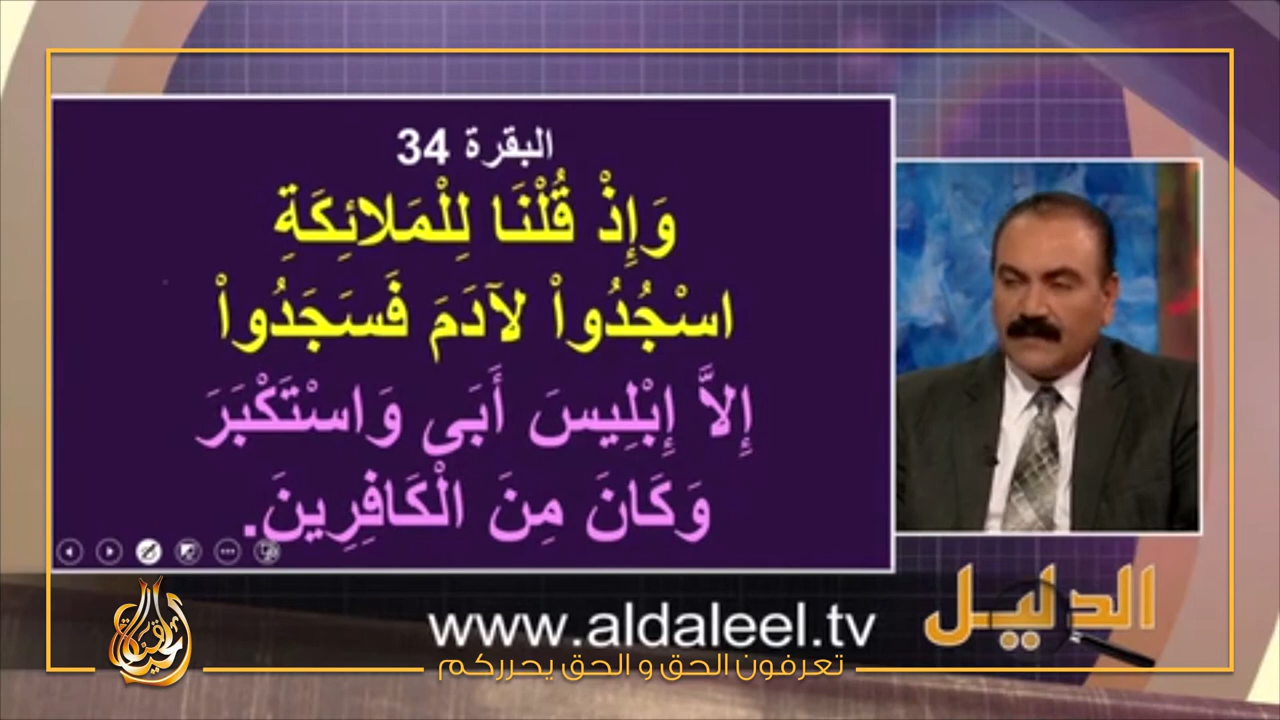 البقرة 34
وَإِذْ قُلْنَا لِلْمَلائِكَةِ
اسْجُدُواْ لآدَمَ فَسَجَدُواْ
إِلاَّ إِبْلِيسَ أَبَى وَاسْتَكْبَرَ
وَكَانَ مِنَ الْكَافِرِينَ.
الدليل
www.aldaleel.tv
تعرفون الحق و الحق يحرركم